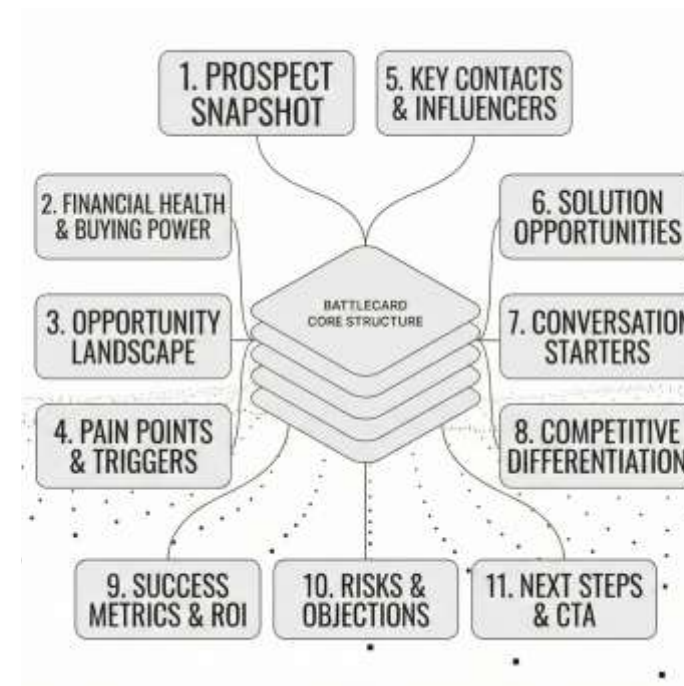 1. PROSPECT
SNAPSHOT
5. KEY CONTACTS
& INFLUENCERS
2. FINANCIAL HEALTH
& BUYING POWER
6. SOLUTION
OPPORTUNITIES
BATTLECARD
CORE STRUCTURE
3. OPPORTUNITY
LANDSCAPE
7. CONVERSATION
STARTERS
4. PAIN POINTS
& TRIGGERS
8. COMPETITIVE
DIFFERENTIATION
9. SUCCESS
METRICS & ROI
10. RISKS &
OBJECTIONS
11. NEXT STEPS
& CTA